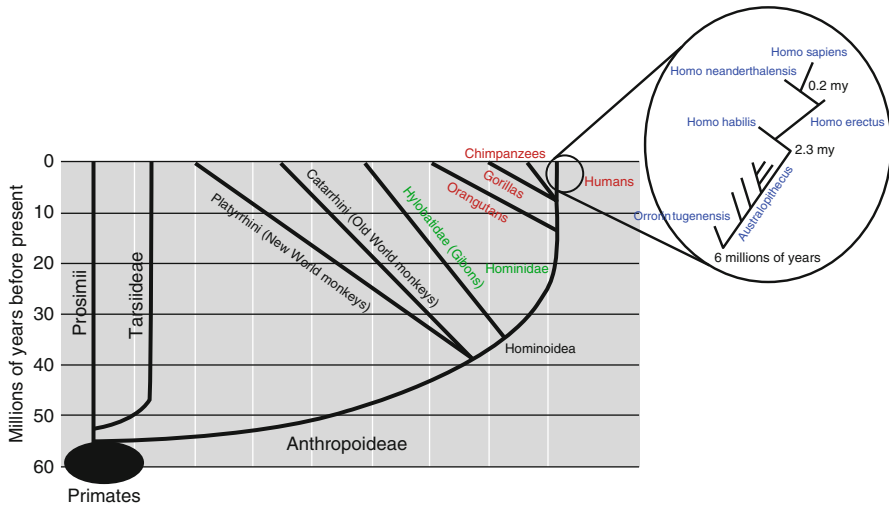 Homo sapiens
Homo neanderthalensis
0.2 my
Homo habilis
Homo erectus
2.3 my
Orrorin tugenensis
Australopithecus
6 millions of years
Chimpanzees
Gorillas
Orangutans
Humans
Hylobatidae (Gibons)
Hominidae
Catarrhini (Old World monkeys)
Platyrrhini (New World monkeys)
Tarsiideae
Prosimii
Hominoidea
Anthropoideae
Primates
Millions of years before present
0
10
20
30
40
50
60